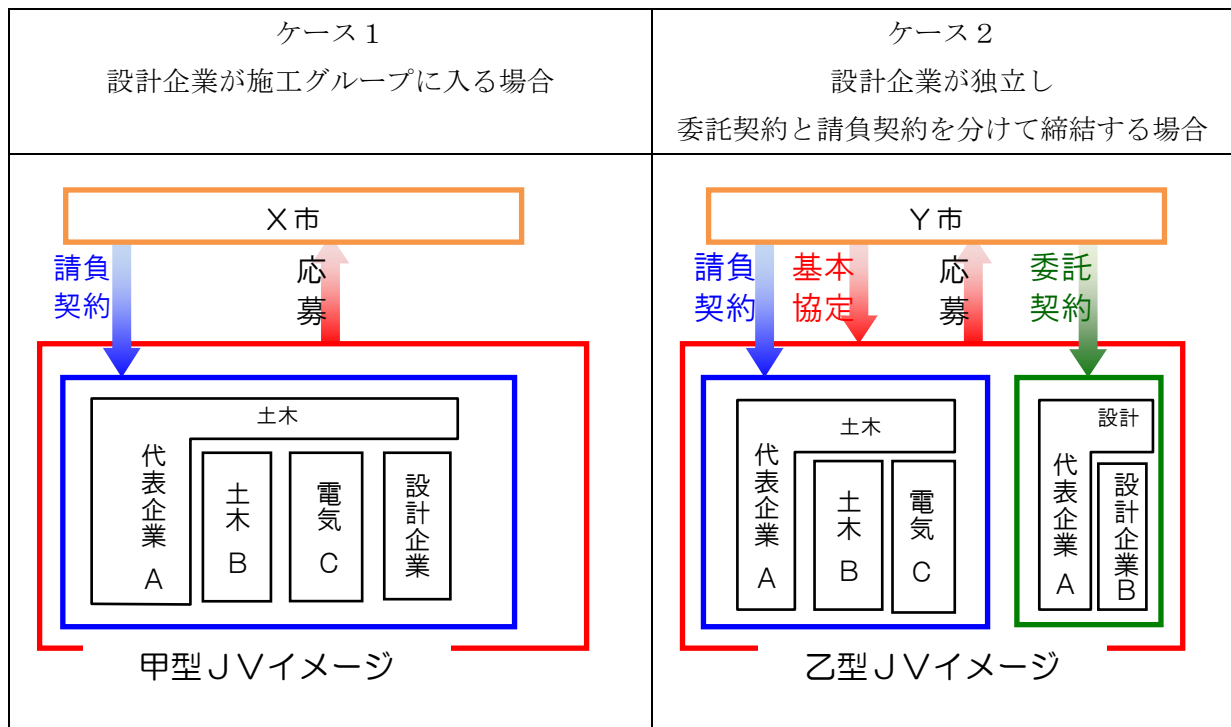 ケース１
設計企業が施工グループに入る場合
X市
請負
契約
応
募
土木
代表企業 A
土木 B
電気 C
設計企業
甲型JVイメージ
ケース２
設計企業が独立し
委託契約と請負契約を分けて締結する場合
Y市
請負
契約
基本
協定
応
募
委託
契約
土木
代表企業 A
土木 B
電気 C
設計
代表企業 A
設計企業B
乙型JVイメージ